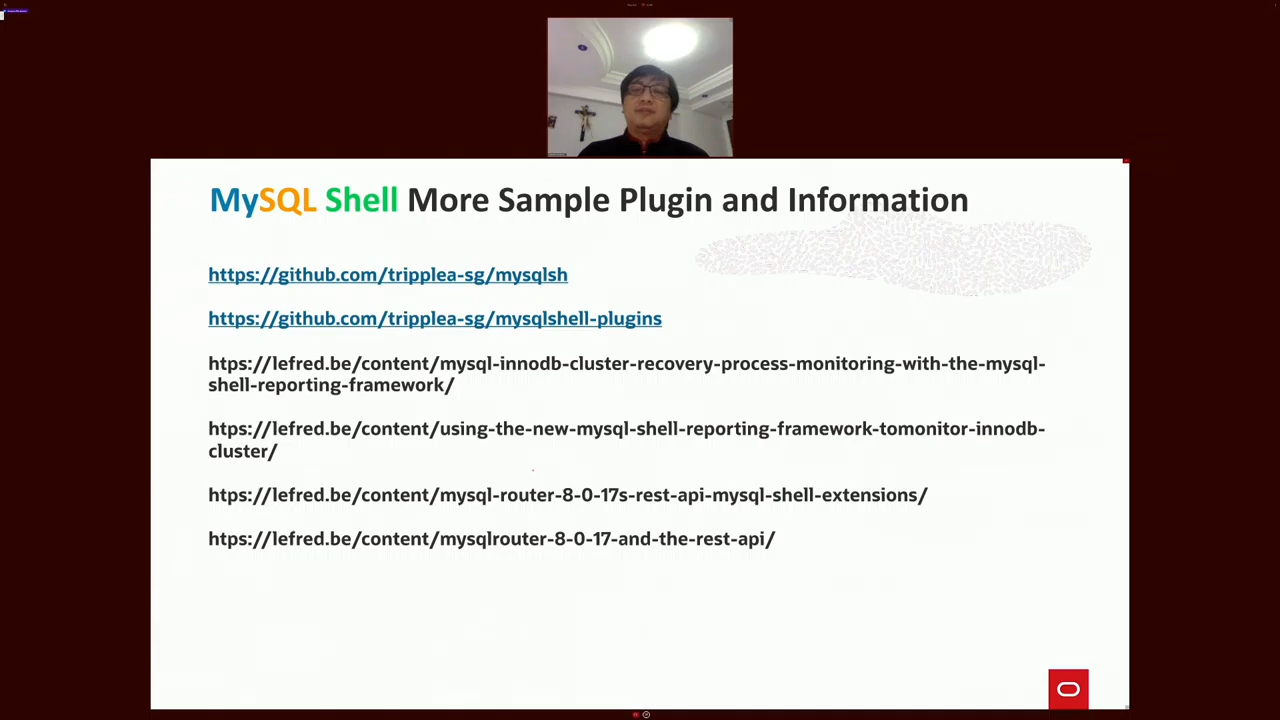 MySQL Shell More Sample Plugin and Information
https://github.com/tripplea-sg/mysqlsh
https://github.com/tripplea-sg/mysqlshell-plugins
https://lefred.be/content/mysql-innodb-cluster-recovery-process-monitoring-with-the-mysql-
shell-reporting-framework/
https://lefred.be/content/using-the-new-mysql-shell-reporting-framework-tomonitor-innodb-
cluster/
https://lefred.be/content/mysql-router-8-0-17s-rest-api-mysql-shell-extensions/
https://lefred.be/content/mysqlrouter-8-0-17-and-the-rest-api/